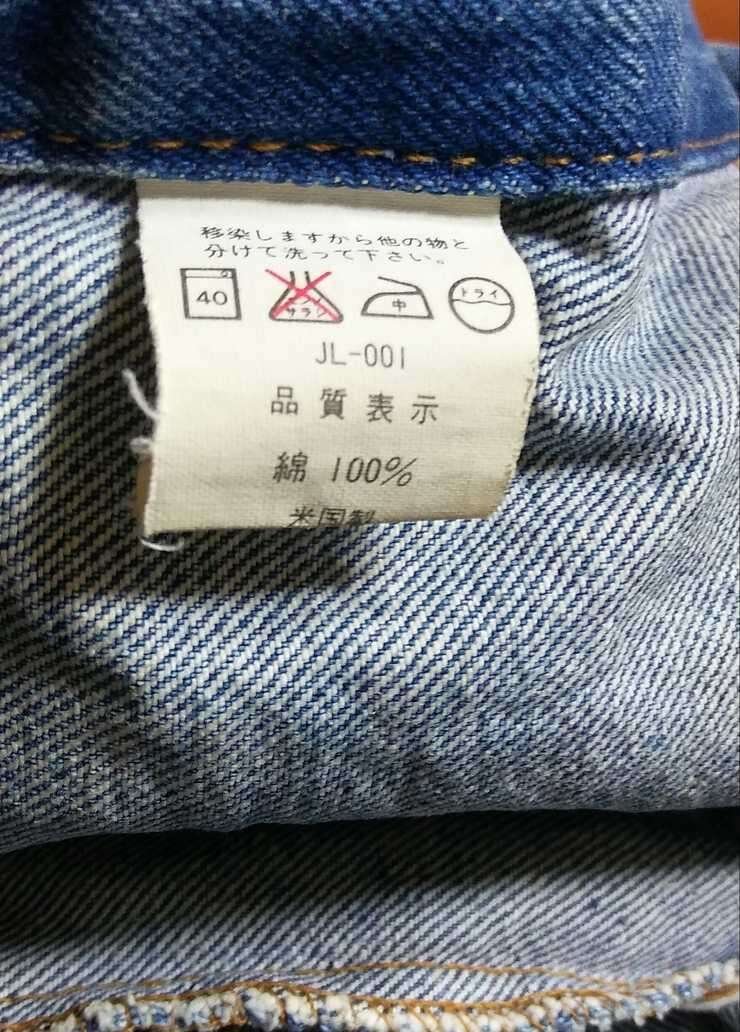 移染しますから他の物と
分けて洗って下さい。
40 エンソ サラシ 中 ドライ
JL-001
品質表示
綿 100%
米国製